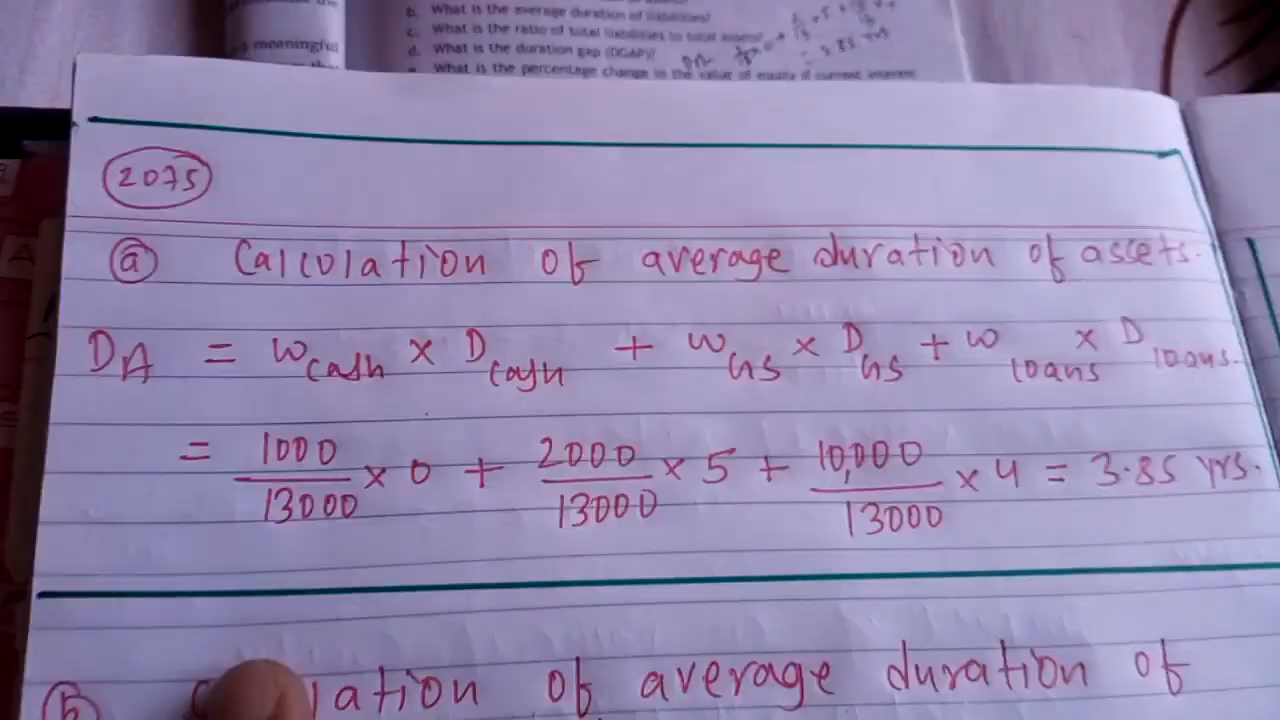 b. What is the average duration of liabilities?
c. What is the ratio of total liabilities to total assets?
meaningful
d. What is the duration gap (DGAP)?
What is the percentage change in the value of equity if current interest
2075
a Calculation of average duration of assets.
DA = Wcash × Dcash + WGS × DGS + Wloans × Dloans.
= 1000/13000 × 0 + 2000/13000 × 5 + 10,000/13000 × 4 = 3.85 yrs.
b lation of average duration of